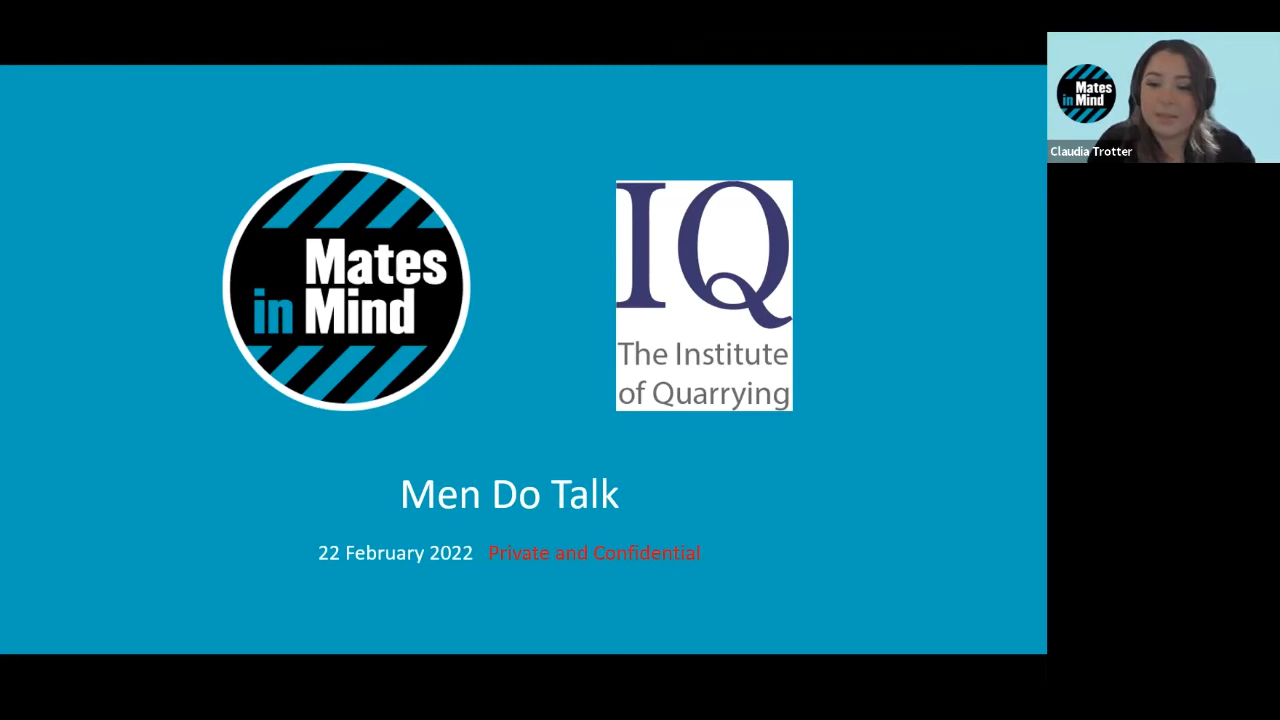 Mates
in Mind
IQ
The Institute
of Quarrying
Men Do Talk
22 February 2022 Private and Confidential
Mates
in Mind
Claudia Trotter